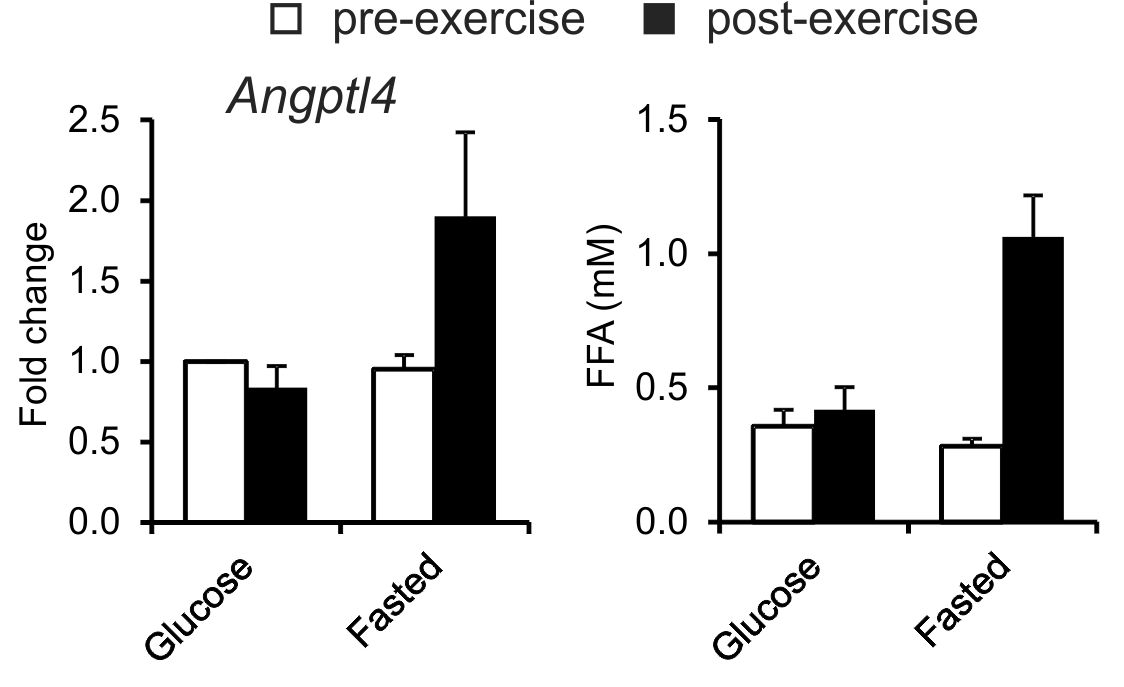 pre-exercise post-exercise
Angptl4
Fold change
2.5
2.0
1.5
1.0
0.5
0.0
Glucose
Fasted
FFA (mM)
1.5
1.0
0.5
0.0
Glucose
Fasted